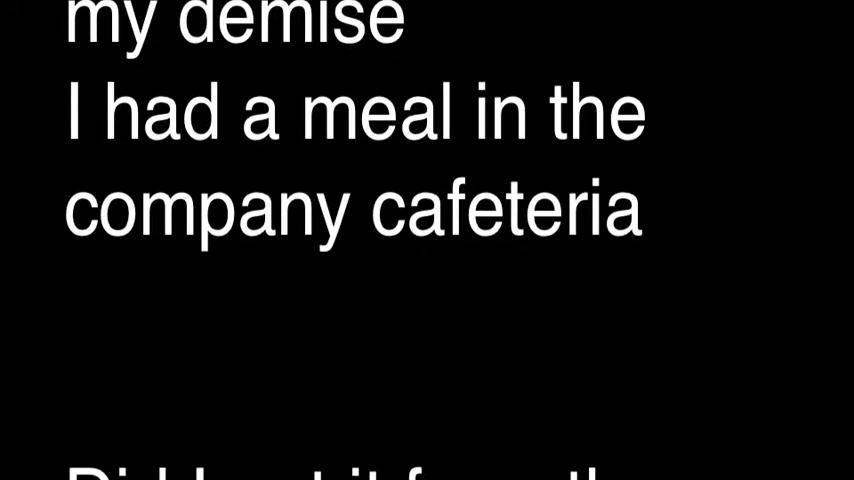 my demise
I had a meal in the
company cafeteria